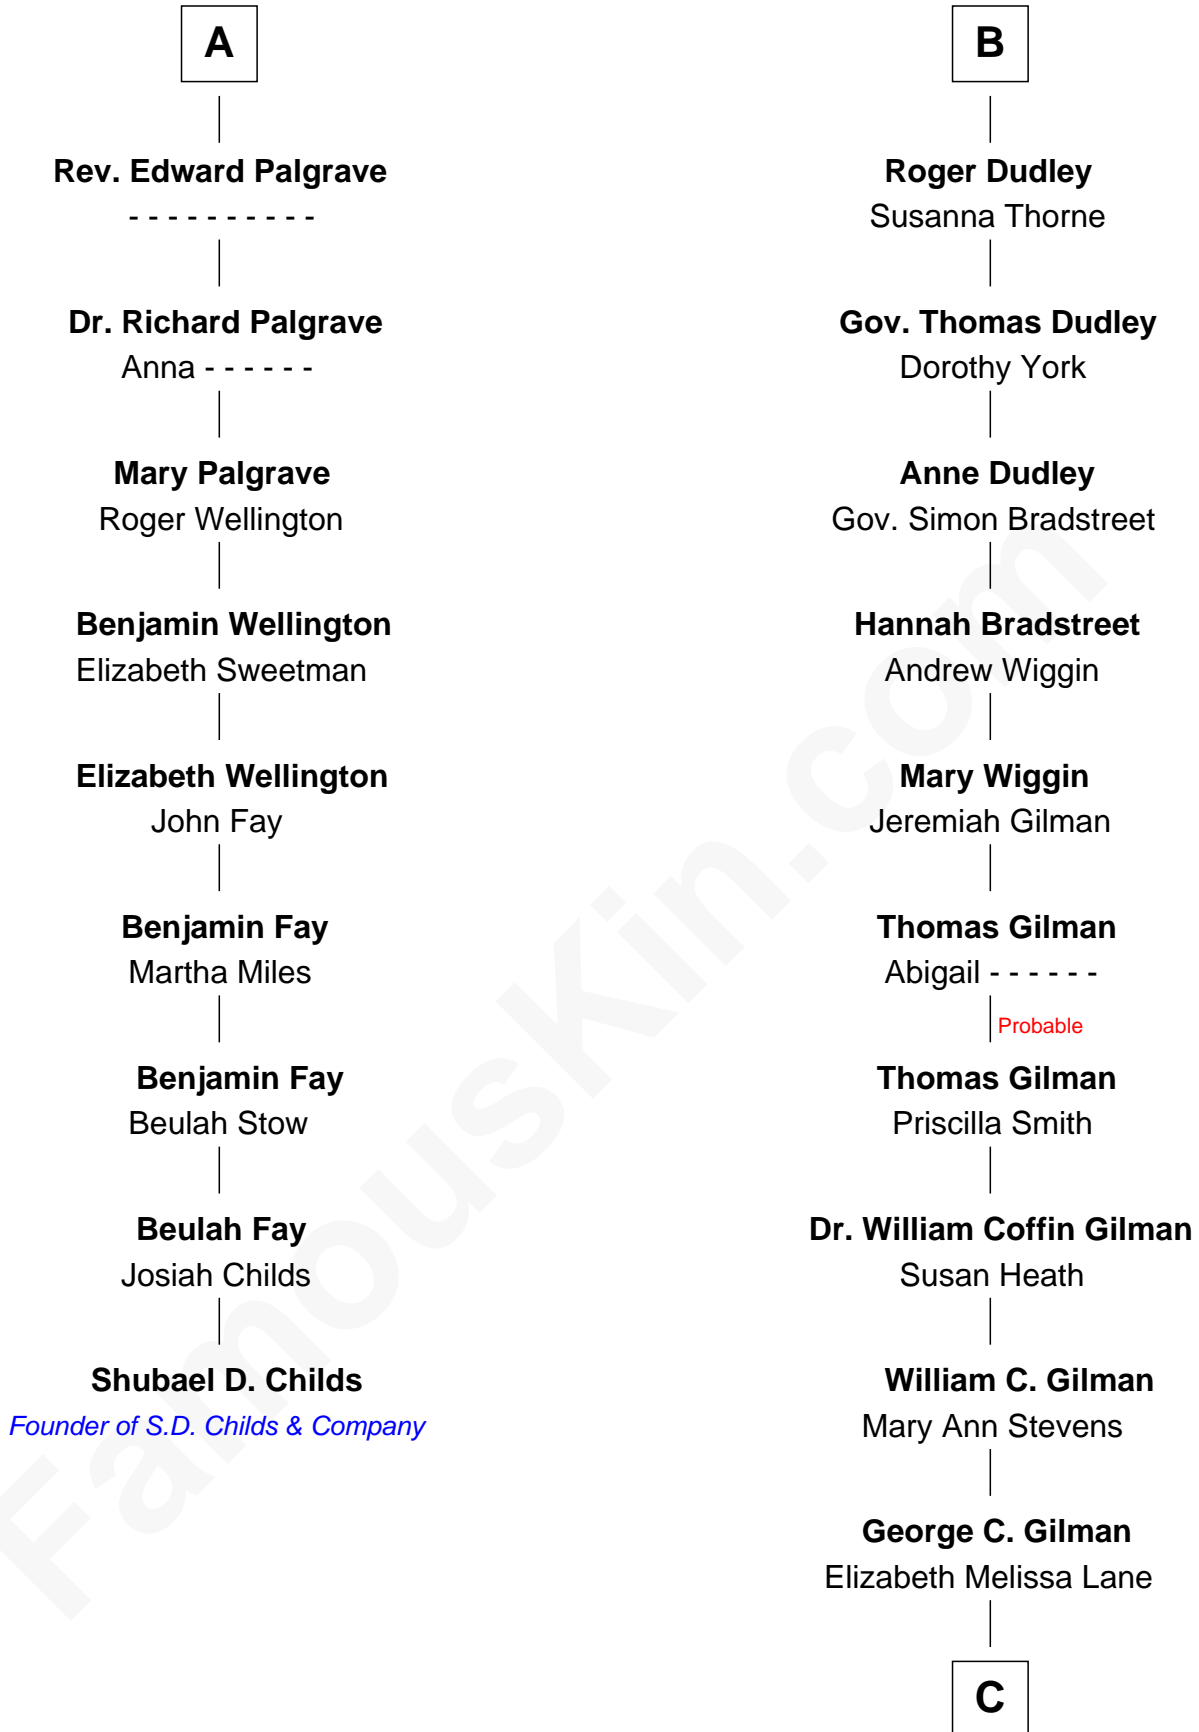 A
Rev. Edward Palgrave
- - - - - - - - - -
Dr. Richard Palgrave
Anna - - - - - -
Mary Palgrave
Roger Wellington
Benjamin Wellington
Elizabeth Sweetman
Elizabeth Wellington
John Fay
Benjamin Fay
Martha Miles
Benjamin Fay
Beulah Stow
Beulah Fay
Josiah Childs
Shubael D. Childs
Founder of S.D. Childs & Company
B
Roger Dudley
Susanna Thorne
Gov. Thomas Dudley
Dorothy York
Anne Dudley
Gov. Simon Bradstreet
Hannah Bradstreet
Andrew Wiggin
Mary Wiggin
Jeremiah Gilman
Thomas Gilman
Abigail - - - - - -
Probable
Thomas Gilman
Priscilla Smith
Dr. William Coffin Gilman
Susan Heath
William C. Gilman
Mary Ann Stevens
George C. Gilman
Elizabeth Melissa Lane
C
FamousKin.com